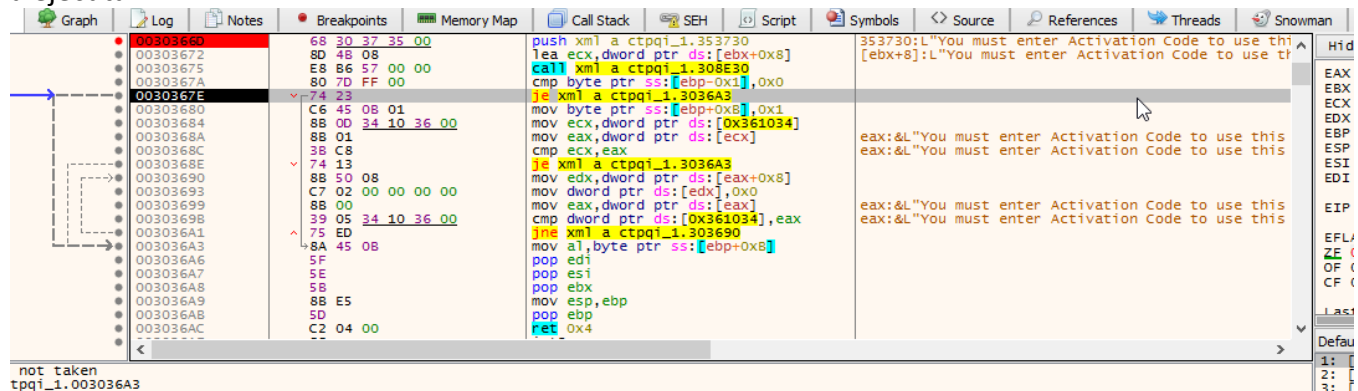 Graph Log Notes Breakpoints Memory Map Call Stack SEH Script Symbols Source References Threads Snowman
0030366D 68 30 37 35 00 push xml a ctpqi_1.353730 353730:L"You must enter Activation Code to use thi
00303672 8D 4B 08 lea ecx,dword ptr ds:[ebx+0x8] [ebx+8]:L"You must enter Activation Code to use th
00303675 E8 B6 57 00 00 call xml a ctpqi_1.308E30
0030367A 80 7D FF 00 cmp byte ptr ss:[ebp-0x1],0x0
0030367E 74 23 je xml a ctpqi_1.3036A3
00303680 C6 45 0B 01 mov byte ptr ss:[ebp+0xB],0x1
00303684 8B 0D 34 10 36 00 mov ecx,dword ptr ds:[0x361034]
0030368A 8B 01 mov eax,dword ptr ds:[ecx] eax:&L"You must enter Activation Code to use this
0030368C 3B C8 cmp ecx,eax eax:&L"You must enter Activation Code to use this
0030368E 74 13 je xml a ctpqi_1.3036A3
00303690 8B 50 08 mov edx,dword ptr ds:[eax+0x8]
00303693 C7 02 00 00 00 00 mov dword ptr ds:[edx],0x0
00303699 8B 00 mov eax,dword ptr ds:[eax] eax:&L"You must enter Activation Code to use this
0030369B 39 05 34 10 36 00 cmp dword ptr ds:[0x361034],eax eax:&L"You must enter Activation Code to use this
003036A1 75 ED jne xml a ctpqi_1.303690
003036A3 8A 45 0B mov al,byte ptr ss:[ebp+0xB]
003036A6 5F pop edi
003036A7 5E pop esi
003036A8 5B pop ebx
003036A9 8B E5 mov esp,ebp
003036AB 5D pop ebp
003036AC C2 04 00 ret 0x4
Hid
EAX
EBX
ECX
EDX
EBP
ESP
ESI
EDI
EIP
EFLA
ZF
OF
CF
Last
Defau
1:
2:
3:
not taken
tpqi_1.003036A3